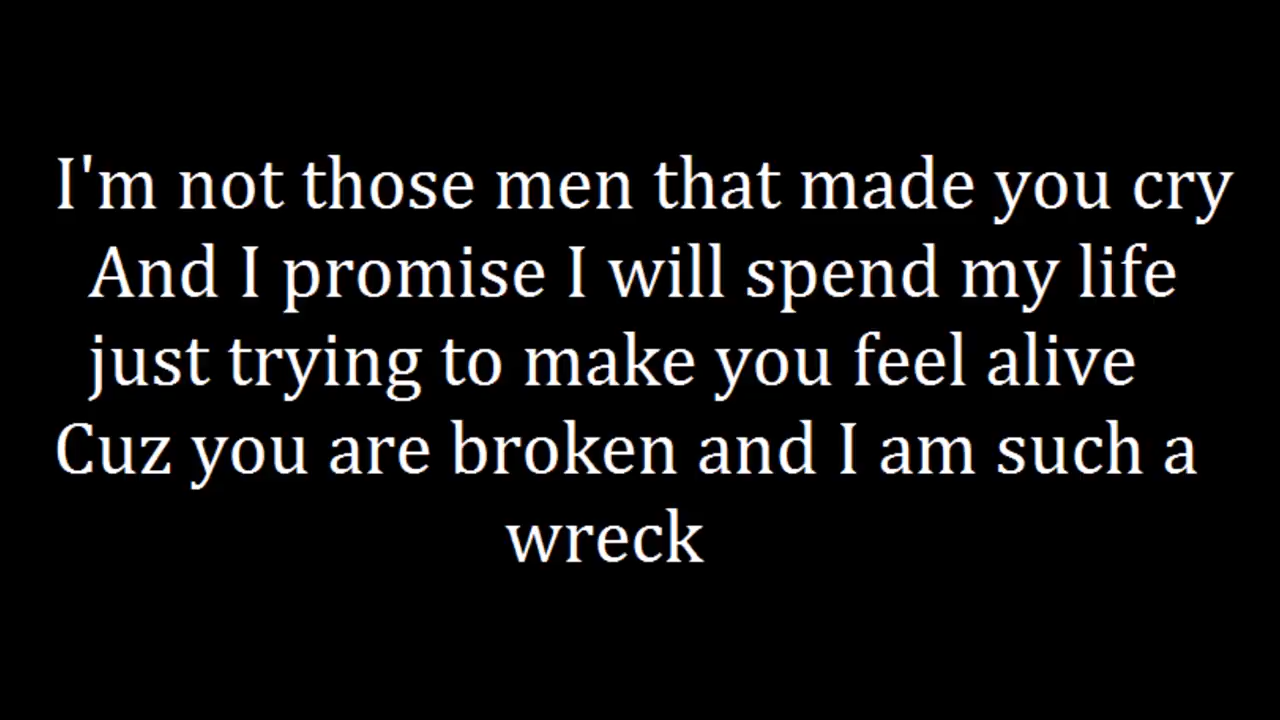 I'm not those men that made you cry
And I promise I will spend my life
just trying to make you feel alive
Cuz you are broken and I am such a
wreck